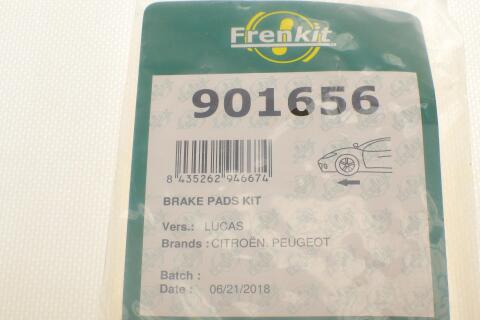 Frenkit
901656
8 435262 946674
BRAKE PADS KIT
Vers.: LUCAS
Brands : CITROËN, PEUGEOT
Batch :
Date : 06/21/2018